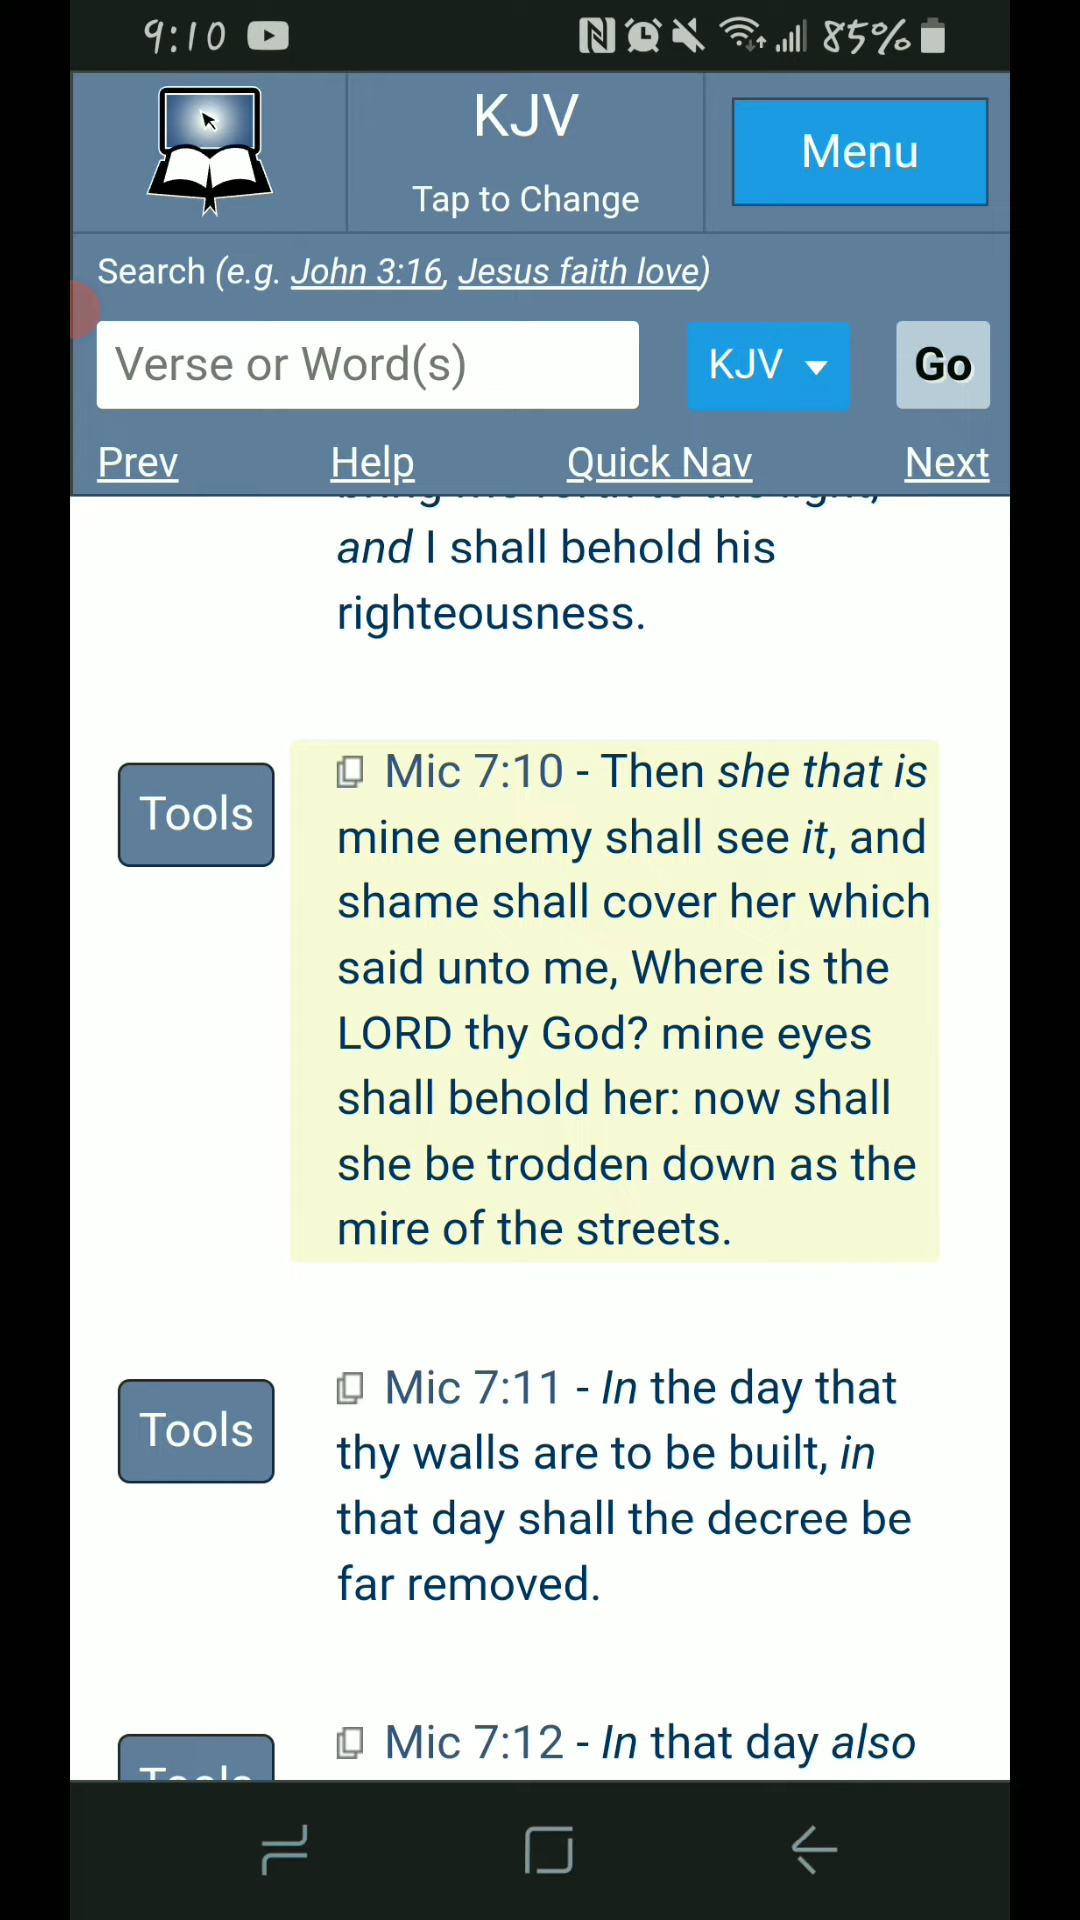 9:10 85%
KJV
Tap to Change
Menu
Search (e.g. John 3:16, Jesus faith love)
Verse or Word(s) KJV Go
Prev Help Quick Nav Next
and I shall behold his
righteousness.
Tools
Mic 7:10 - Then she that is
mine enemy shall see it, and
shame shall cover her which
said unto me, Where is the
LORD thy God? mine eyes
shall behold her: now shall
she be trodden down as the
mire of the streets.
Tools
Mic 7:11 - In the day that
thy walls are to be built, in
that day shall the decree be
far removed.
Tools
Mic 7:12 - In that day also